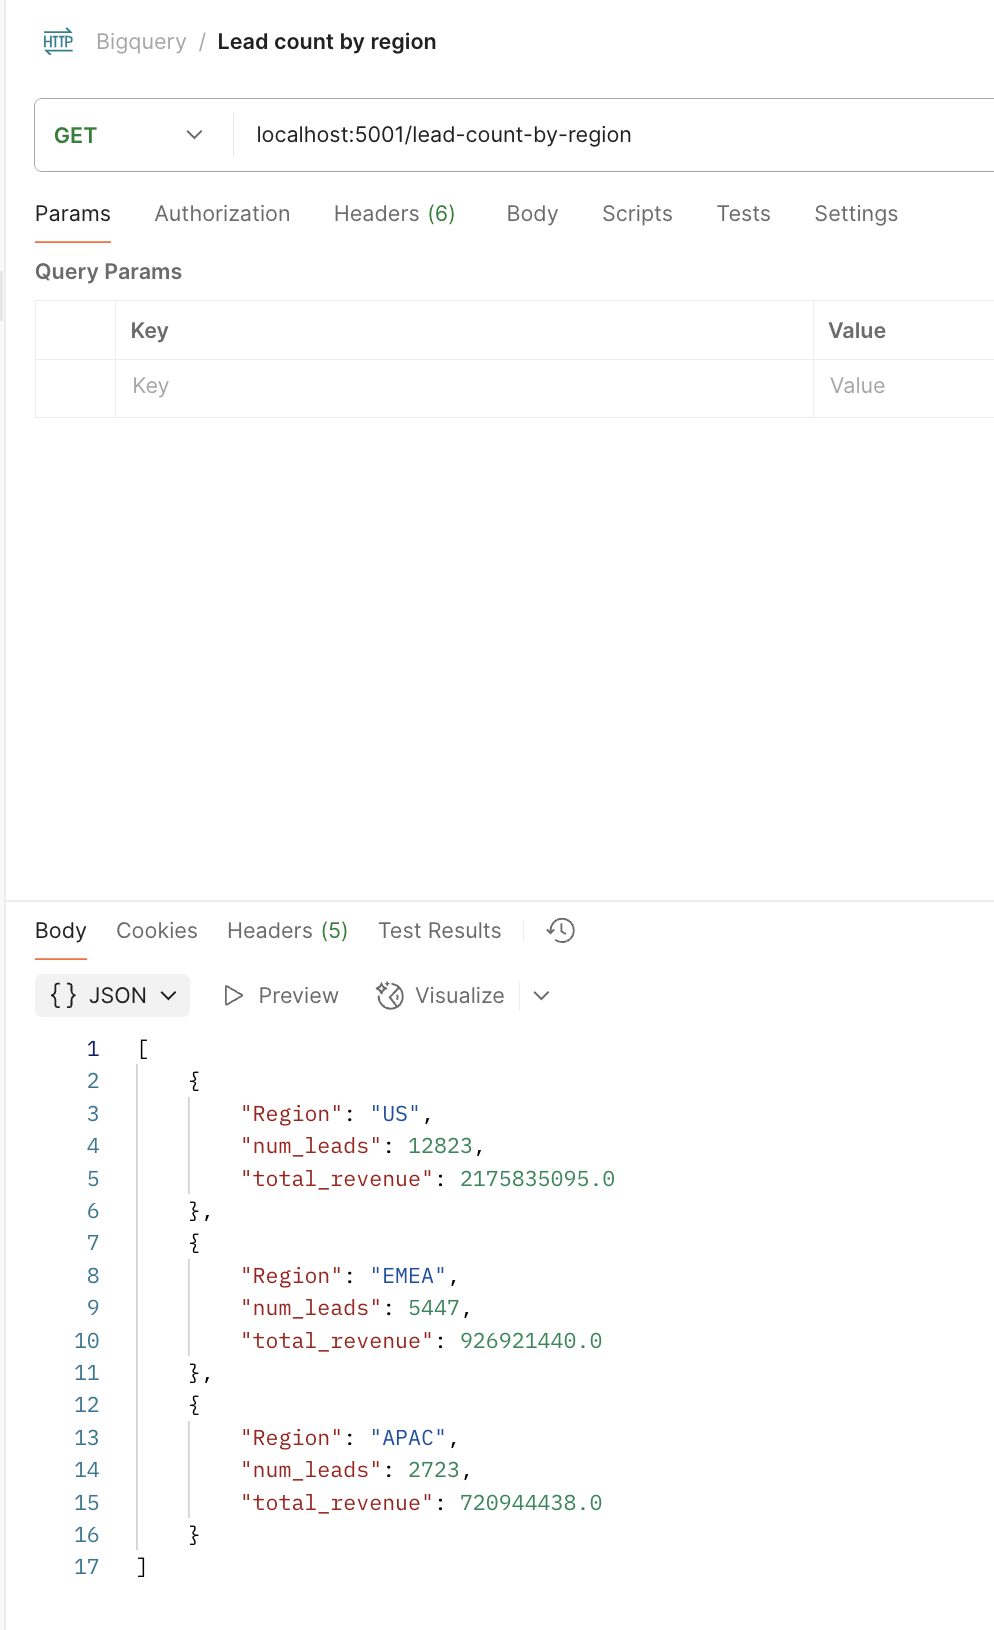 HTTP Bigquery / Lead count by region
GET localhost:5001/lead-count-by-region
Params Authorization Headers (6) Body Scripts Tests Settings
Query Params
Key Value
Key Value
Body Cookies Headers (5) Test Results
{} JSON Preview Visualize
1 [
2 {
3 "Region": "US",
4 "num_leads": 12823,
5 "total_revenue": 2175835095.0
6 },
7 {
8 "Region": "EMEA",
9 "num_leads": 5447,
10 "total_revenue": 926921440.0
11 },
12 {
13 "Region": "APAC",
14 "num_leads": 2723,
15 "total_revenue": 720944438.0
16 }
17 ]